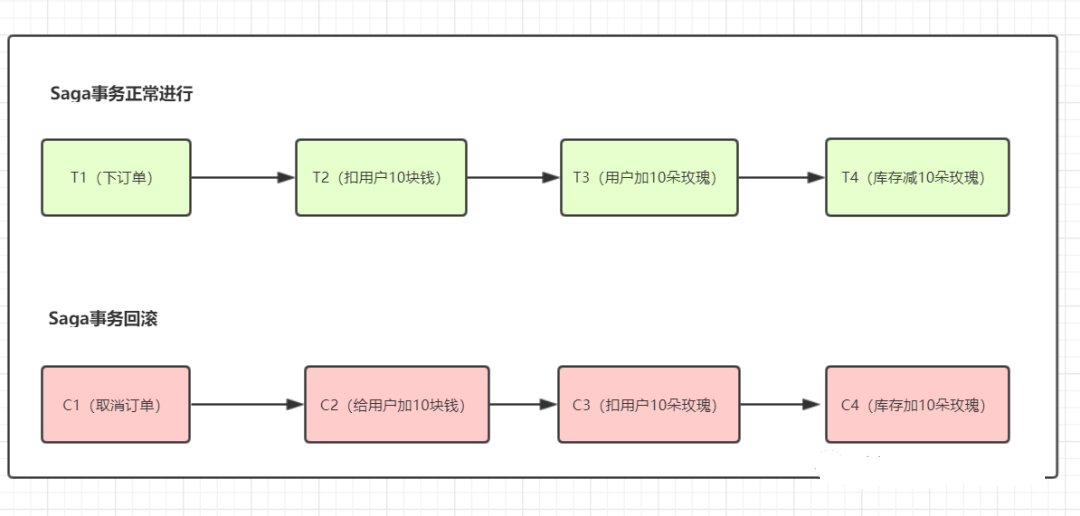 Saga事务正常进行
T1（下订单）
T2（扣用户10块钱）
T3（用户加10朵玫瑰）
T4（库存减10朵玫瑰）
Saga事务回滚
C1（取消订单）
C2（给用户加10块钱）
C3（扣用户10朵玫瑰）
C4（库存加10朵玫瑰）